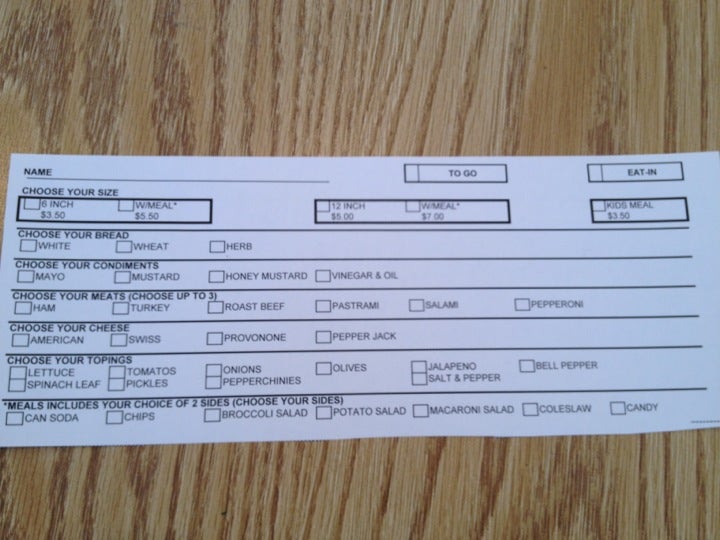 NAME TO GO EAT-IN
CHOOSE YOUR SIZE
6 INCH W/MEAL* 12 INCH W/MEAL* KIDS MEAL
$3.50 $5.50 $5.00 $7.00 $3.50
CHOOSE YOUR BREAD
WHITE WHEAT HERB
CHOOSE YOUR CONDIMENTS
MAYO MUSTARD HONEY MUSTARD VINEGAR & OIL
CHOOSE YOUR MEATS (CHOOSE UP TO 3)
HAM TURKEY ROAST BEEF PASTRAMI SALAMI PEPPERONI
CHOOSE YOUR CHEESE
AMERICAN SWISS PROVONONE PEPPER JACK
CHOOSE YOUR TOPINGS
LETTUCE TOMATOS ONIONS OLIVES JALAPENO BELL PEPPER
SPINACH LEAF PICKLES PEPPERCHINIES SALT & PEPPER
*MEALS INCLUDES YOUR CHOICE OF 2 SIDES (CHOOSE YOUR SIDES)
CAN SODA CHIPS BROCCOLI SALAD POTATO SALAD MACARONI SALAD COLESLAW CANDY